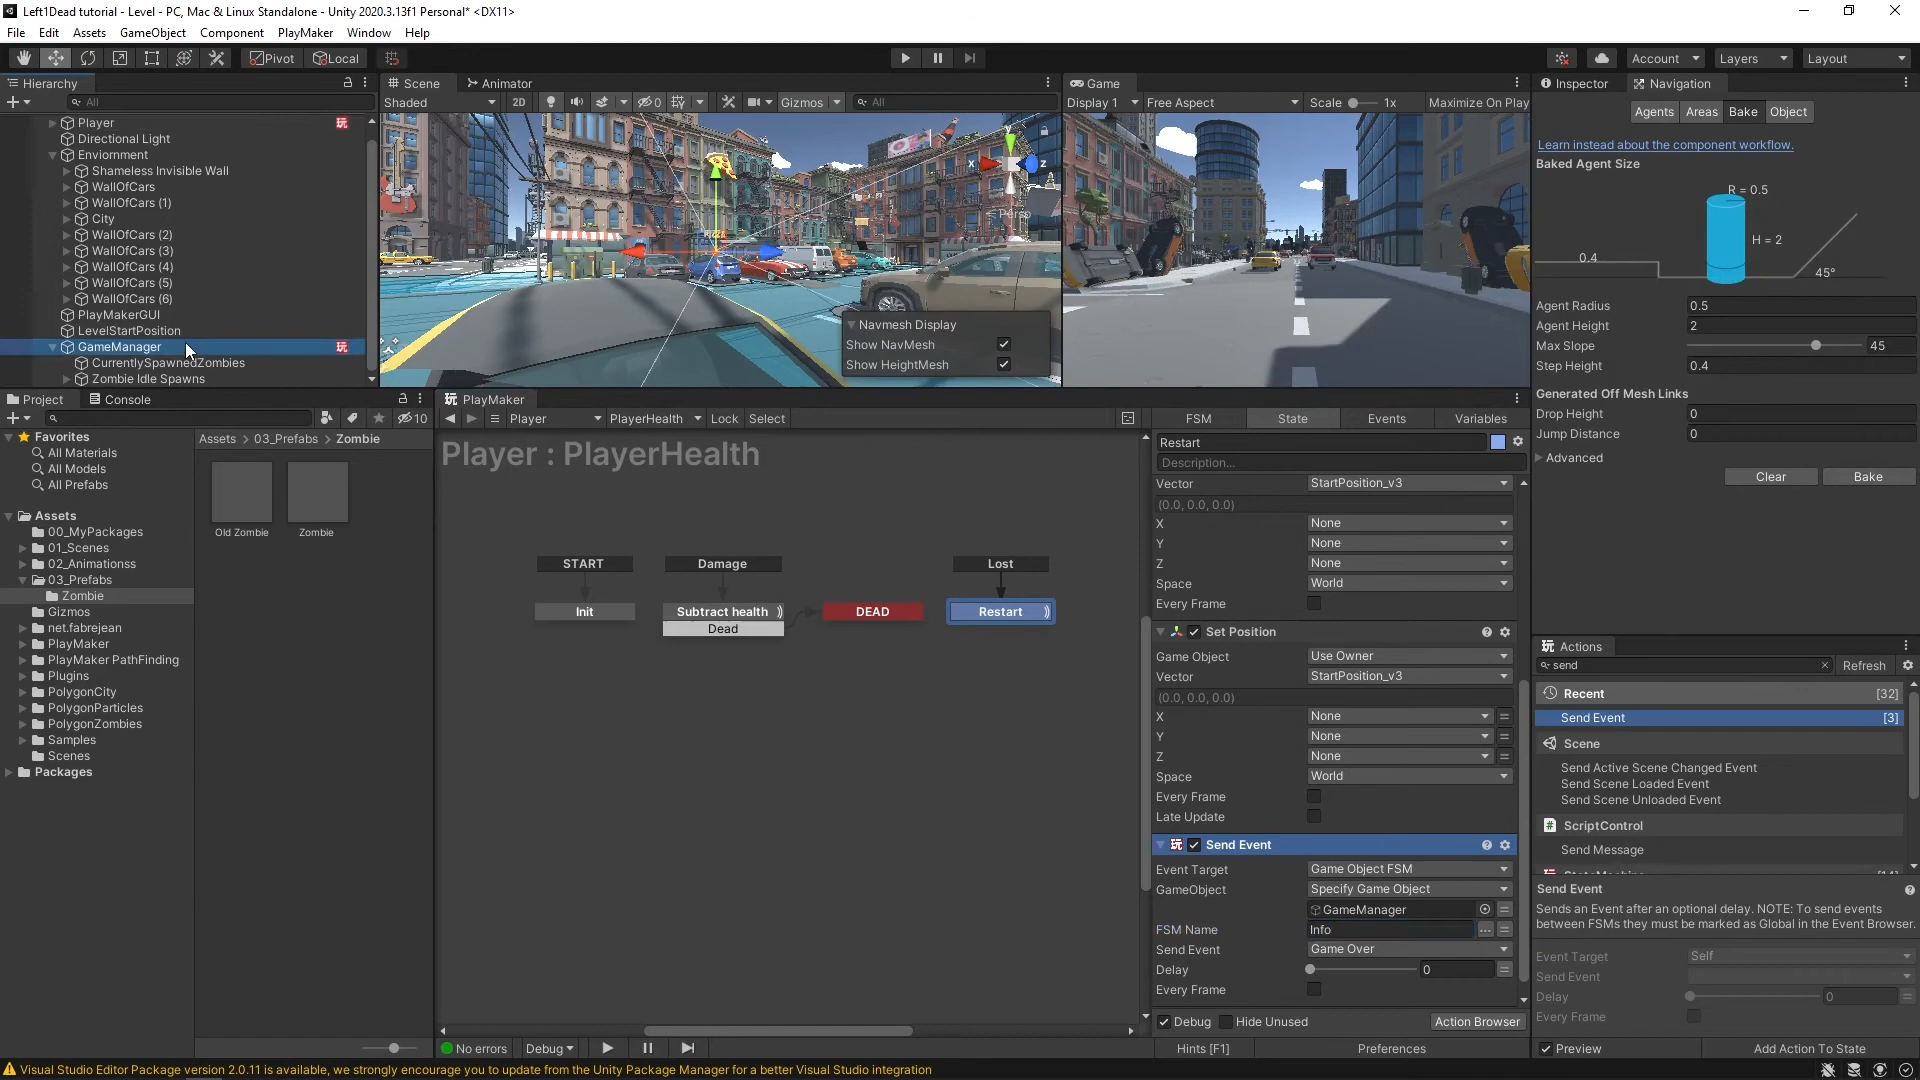 Left1Dead tutorial - Level - PC, Mac & Linux Standalone - Unity 2020.3.13f1 Personal* <DX11>
File Edit Assets GameObject Component PlayMaker Window Help
Pivot Local Account Layers Layout
Hierarchy
All
Player
Directional Light
Enviornment
Shameless Invisible Wall
WallOfCars
WallOfCars (1)
City
WallOfCars (2)
WallOfCars (3)
WallOfCars (4)
WallOfCars (5)
WallOfCars (6)
PlayMakerGUI
LevelStartPosition
GameManager
CurrentlySpawnedZombies
Zombie Idle Spawns
Scene Animator
Shaded 2D 0 Gizmos All
Y
X
Z
Persp
Navmesh Display
Show NavMesh
Show HeightMesh
Game
Display 1 Free Aspect Scale 1x Maximize On Play
Inspector Navigation
Agents Areas Bake Object
Learn instead about the component workflow.
Baked Agent Size
R = 0.5
H = 2
0.4
45°
Agent Radius 0.5
Agent Height 2
Max Slope 45
Step Height 0.4
Generated Off Mesh Links
Drop Height 0
Jump Distance 0
Advanced
Clear Bake
Project Console
10
Favorites
All Materials
All Models
All Prefabs
Assets
00_MyPackages
01_Scenes
02_Animationss
03_Prefabs
Zombie
Gizmos
net.fabrejean
PlayMaker
PlayMaker PathFinding
Plugins
PolygonCity
PolygonParticles
PolygonZombies
Samples
Scenes
Packages
Assets > 03_Prefabs > Zombie
Old Zombie Zombie
PlayMaker
Player PlayerHealth Lock Select
Player : PlayerHealth
START
Init
Damage
Subtract health
Dead
DEAD
Lost
Restart
No errors Debug
FSM State Events Variables
Restart
Description...
Vector StartPosition_v3
(0.0, 0.0, 0.0)
X None
Y None
Z None
Space World
Every Frame
Set Position
Game Object Use Owner
Vector StartPosition_v3
(0.0, 0.0, 0.0)
X None
Y None
Z None
Space World
Every Frame
Late Update
Send Event
Event Target Game Object FSM
GameObject Specify Game Object
GameManager
FSM Name Info
Send Event Game Over
Delay 0
Every Frame
Debug Hide Unused Action Browser
Hints [F1] Preferences
Actions
send Refresh
Recent [32]
Send Event [3]
Scene
Send Active Scene Changed Event
Send Scene Loaded Event
Send Scene Unloaded Event
ScriptControl
Send Message
Send Event
Sends an Event after an optional delay. NOTE: To send events
between FSMs they must be marked as Global in the Event Browser.
Event Target Self
Send Event
Delay 0
Every Frame
Preview Add Action To State
Visual Studio Editor Package version 2.0.11 is available, we strongly encourage you to update from the Unity Package Manager for a better Visual Studio integration